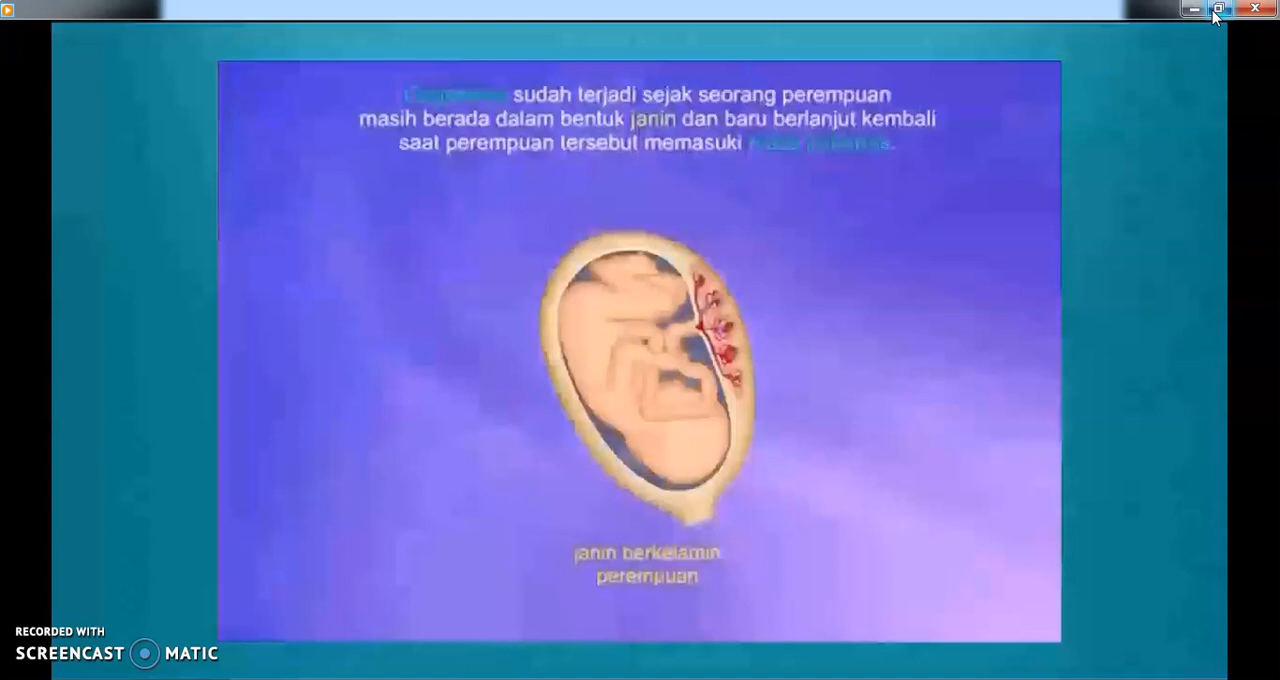 sudah terjadi sejak seorang perempuan
masih berada dalam bentuk janin dan baru berlanjut kembali
saat perempuan tersebut memasuki
janin berkelamin
perempuan
RECORDED WITH
SCREENCAST MATIC